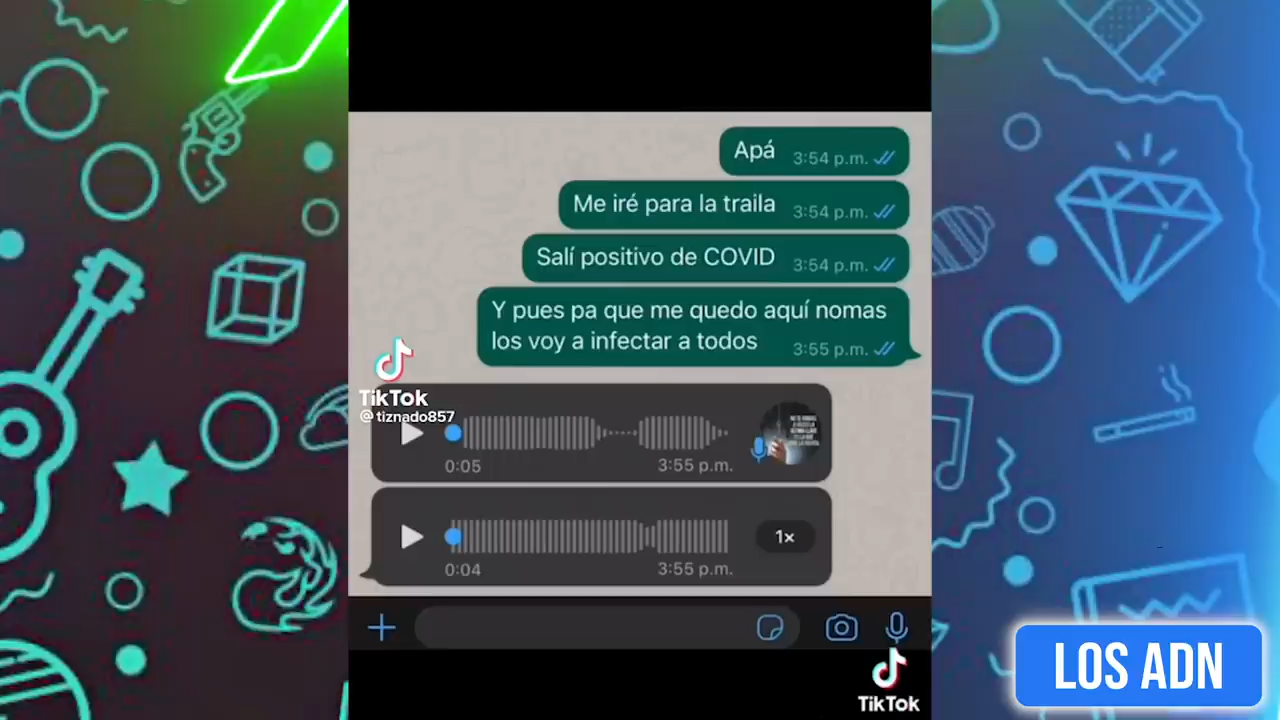 Apá
3:54 p.m.
Me iré para la traila
3:54 p.m.
Salí positivo de COVID
3:54 p.m.
Y pues pa que me quedo aquí nomas
los voy a infectar a todos
3:55 p.m.
TikTok
@tiznado857
0:05
3:55 p.m.
0:04
3:55 p.m.
1×
TikTok
LOS ADN